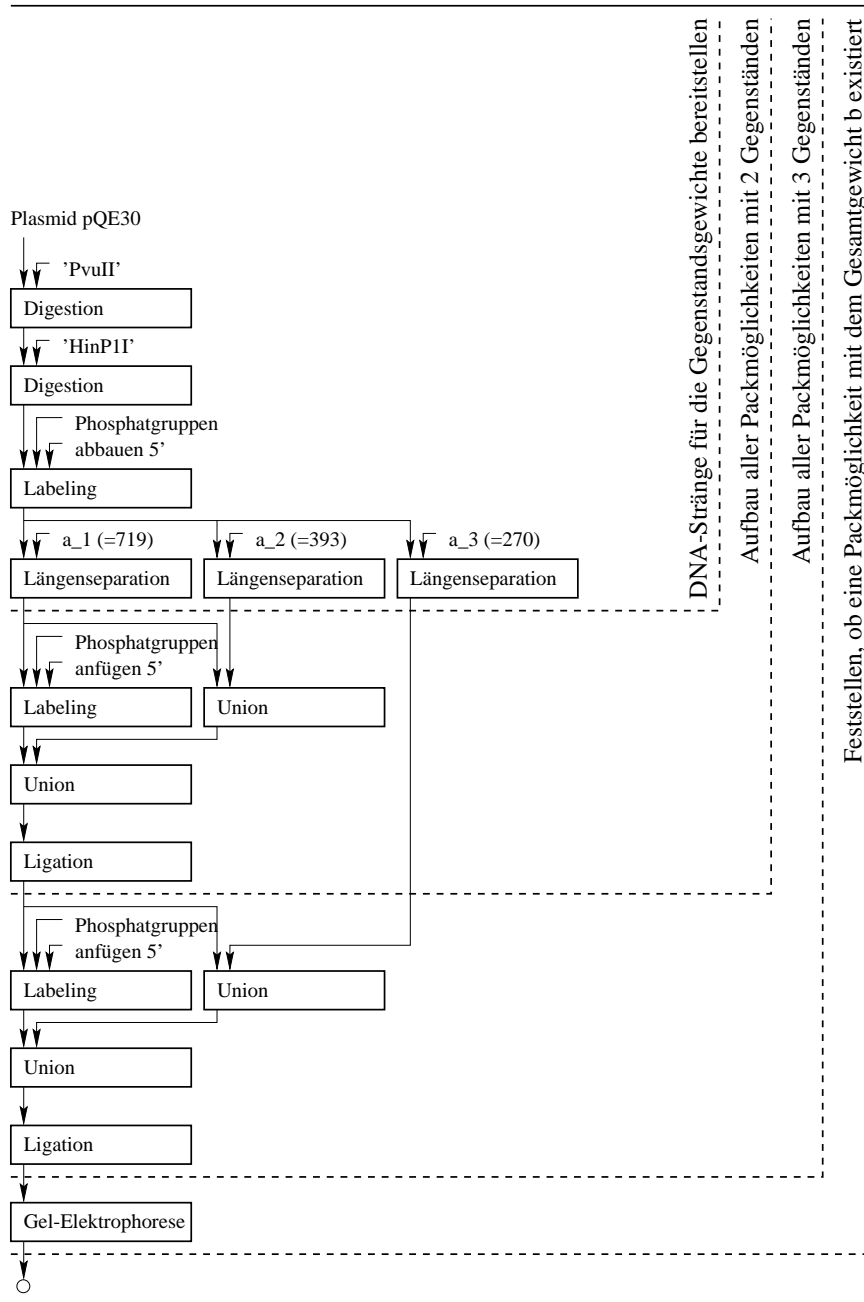 Plasmid pQE30
’PvuII’
Digestion
’HinP1I’
Digestion
Phosphatgruppen
abbauen 5’
Labeling
a_1 (=719)
a_2 (=393)
a_3 (=270)
Längenseparation
Längenseparation
Längenseparation
Phosphatgruppen
anfügen 5’
Labeling
Union
Union
Ligation
Phosphatgruppen
anfügen 5’
Labeling
Union
Union
Ligation
Gel-Elektrophorese
DNA-Stränge für die Gegenstandsgewichte bereitstellen
Aufbau aller Packmöglichkeiten mit 2 Gegenständen
Aufbau aller Packmöglichkeiten mit 3 Gegenständen
Feststellen, ob eine Packmöglichkeit mit dem Gesamtgewicht b existiert